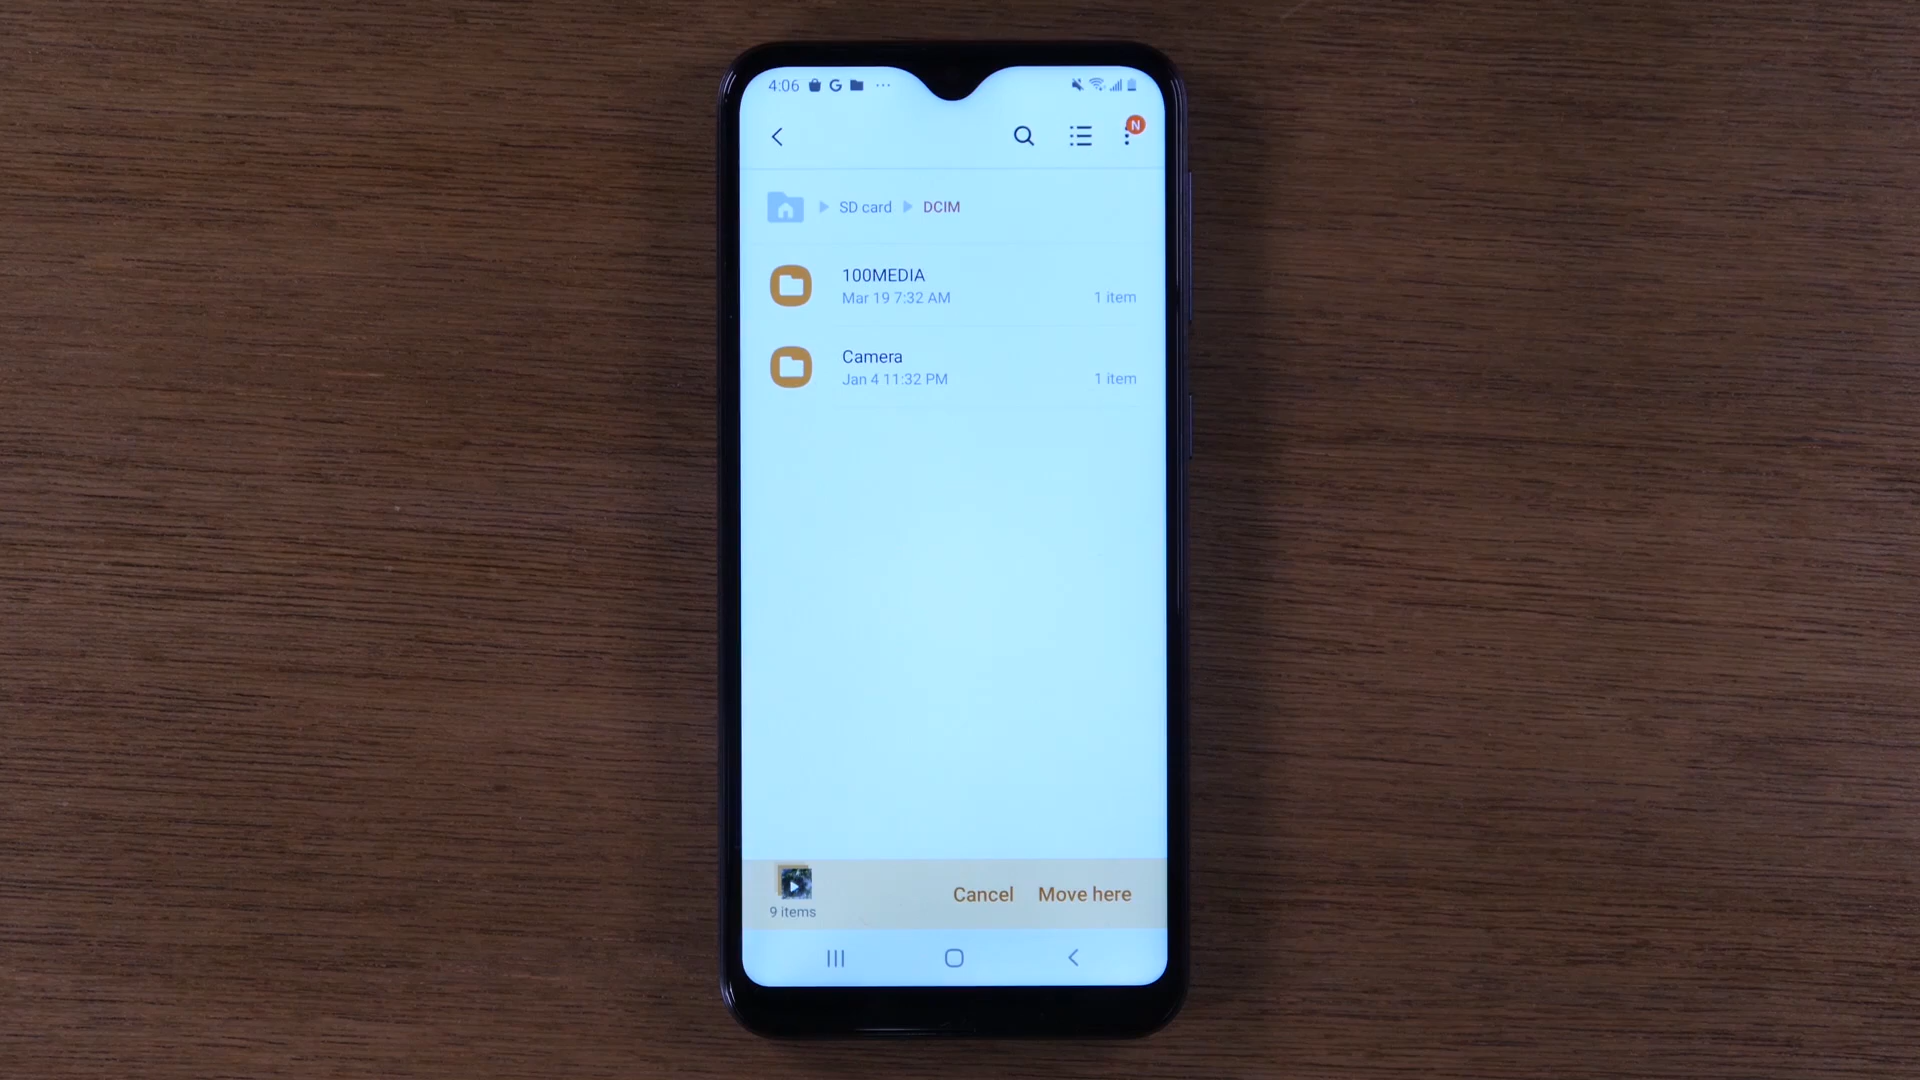 4:06 G ...
N
SD card DCIM
100MEDIA
Mar 19 7:32 AM 1 item
Camera
Jan 4 11:32 PM 1 item
Cancel Move here
9 items